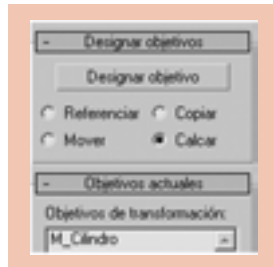 - Designar objetivos
Designar objetivo
Referenciar Copiar
Mover Calcar
- Objetivos actuales
Objetivos de transformación:
M_Cilindro